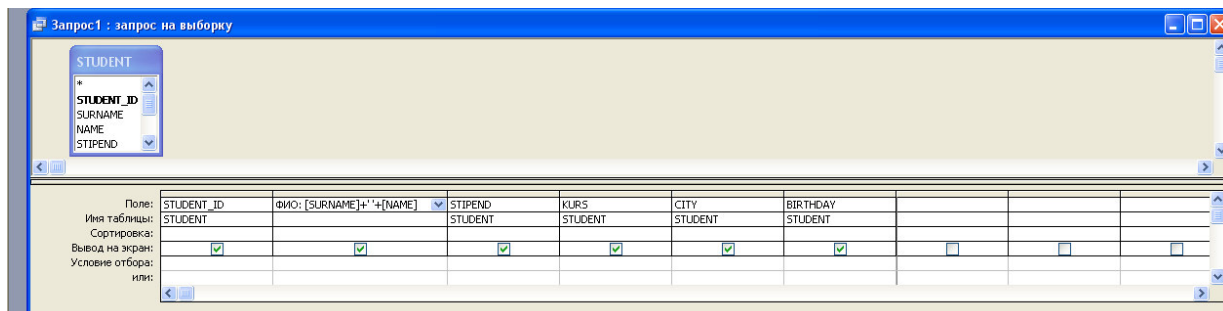 Запрос1 : запрос на выборку
STUDENT
*
STUDENT_ID
SURNAME
NAME
STIPEND
Поле: STUDENT_ID ФИО: [SURNAME]+' '+[NAME] STIPEND KURS CITY BIRTHDAY
Имя таблицы: STUDENT STUDENT STUDENT STUDENT STUDENT
Сортировка:
Вывод на экран:
Условие отбора:
или: